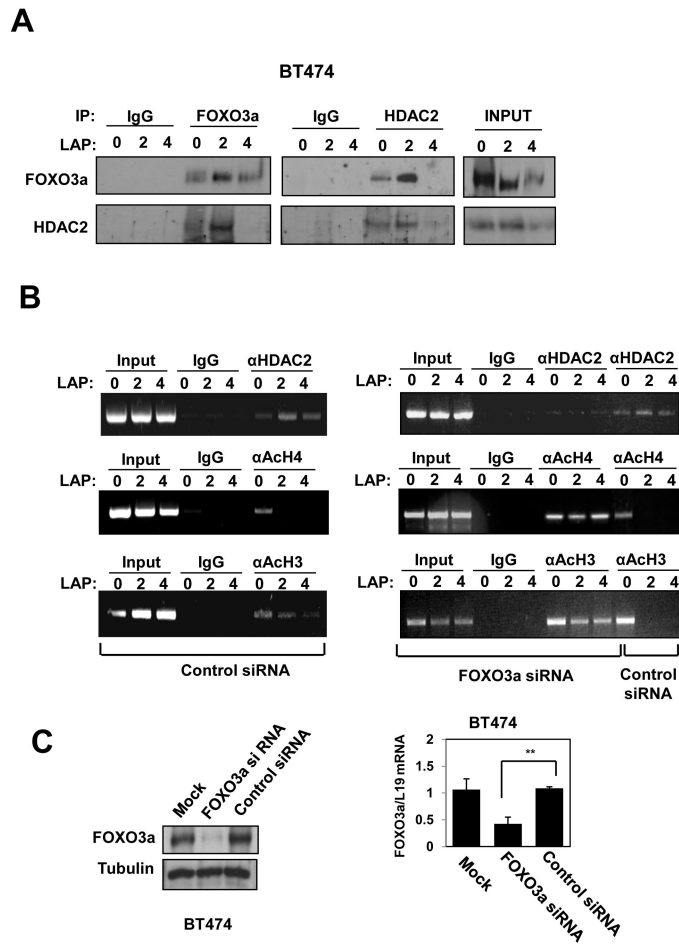 A
BT474
IP: IgG FOXO3a IgG HDAC2 INPUT
LAP: 0 2 4 0 2 4 0 2 4 0 2 4 0 2 4
FOXO3a
HDAC2
B
Input IgG αHDAC2
LAP: 0 2 4 0 2 4 0 2 4
Input IgG αAcH4
LAP: 0 2 4 0 2 4 0 2 4
Input IgG αAcH3
LAP: 0 2 4 0 2 4 0 2 4
Control siRNA
Input IgG αHDAC2 αHDAC2
LAP: 0 2 4 0 2 4 0 2 4 0 2 4
Input IgG αAcH4 αAcH4
LAP: 0 2 4 0 2 4 0 2 4 0 2 4
Input IgG αAcH3 αAcH3
LAP: 0 2 4 0 2 4 0 2 4 0 2 4
FOXO3a siRNA
Control
siRNA
C
Mock
FOXO3a si RNA
Control siRNA
FOXO3a
Tubulin
BT474
BT474
FOXO3a/L19 mRNA
2
1.5
1
0.5
0
**
Mock
FOXO3a siRNA
Control siRNA